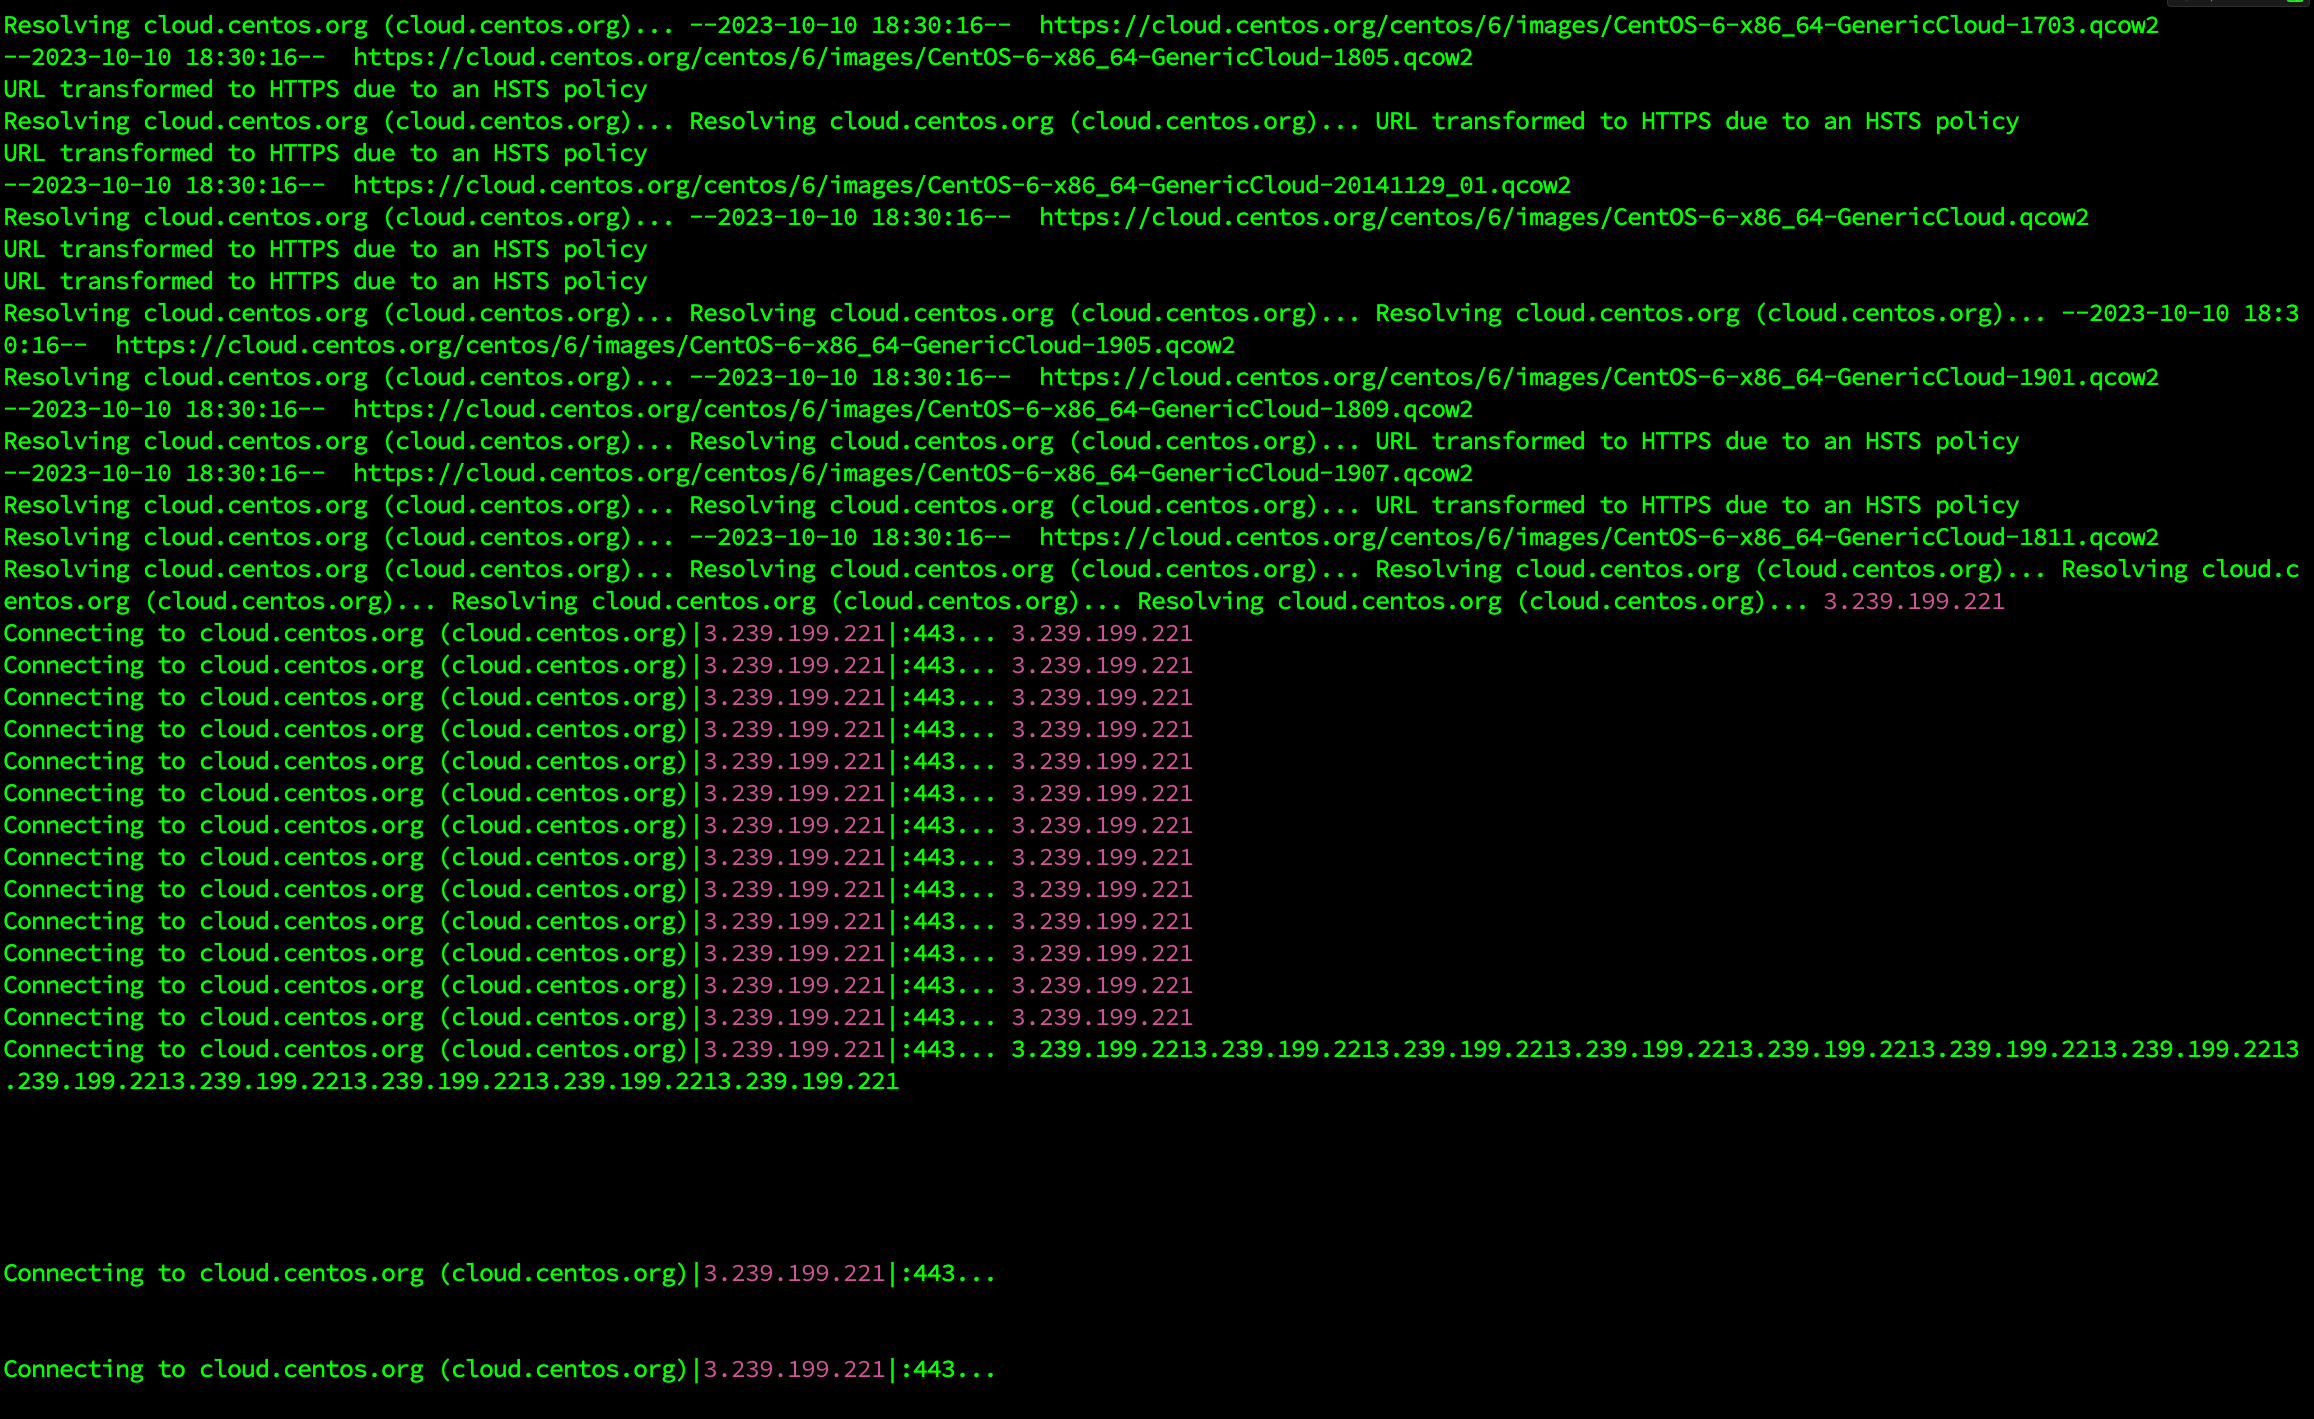 Resolving cloud.centos.org (cloud.centos.org)... --2023-10-10 18:30:16--  https://cloud.centos.org/centos/6/images/CentOS-6-x86_64-GenericCloud-1703.qcow2
--2023-10-10 18:30:16--  https://cloud.centos.org/centos/6/images/CentOS-6-x86_64-GenericCloud-1805.qcow2
URL transformed to HTTPS due to an HSTS policy
Resolving cloud.centos.org (cloud.centos.org)... Resolving cloud.centos.org (cloud.centos.org)... URL transformed to HTTPS due to an HSTS policy
URL transformed to HTTPS due to an HSTS policy
--2023-10-10 18:30:16--  https://cloud.centos.org/centos/6/images/CentOS-6-x86_64-GenericCloud-20141129_01.qcow2
Resolving cloud.centos.org (cloud.centos.org)... --2023-10-10 18:30:16--  https://cloud.centos.org/centos/6/images/CentOS-6-x86_64-GenericCloud.qcow2
URL transformed to HTTPS due to an HSTS policy
URL transformed to HTTPS due to an HSTS policy
Resolving cloud.centos.org (cloud.centos.org)... Resolving cloud.centos.org (cloud.centos.org)... Resolving cloud.centos.org (cloud.centos.org)... --2023-10-10 18:3
0:16--  https://cloud.centos.org/centos/6/images/CentOS-6-x86_64-GenericCloud-1905.qcow2
Resolving cloud.centos.org (cloud.centos.org)... --2023-10-10 18:30:16--  https://cloud.centos.org/centos/6/images/CentOS-6-x86_64-GenericCloud-1901.qcow2
--2023-10-10 18:30:16--  https://cloud.centos.org/centos/6/images/CentOS-6-x86_64-GenericCloud-1809.qcow2
Resolving cloud.centos.org (cloud.centos.org)... Resolving cloud.centos.org (cloud.centos.org)... URL transformed to HTTPS due to an HSTS policy
--2023-10-10 18:30:16--  https://cloud.centos.org/centos/6/images/CentOS-6-x86_64-GenericCloud-1907.qcow2
Resolving cloud.centos.org (cloud.centos.org)... Resolving cloud.centos.org (cloud.centos.org)... URL transformed to HTTPS due to an HSTS policy
Resolving cloud.centos.org (cloud.centos.org)... --2023-10-10 18:30:16--  https://cloud.centos.org/centos/6/images/CentOS-6-x86_64-GenericCloud-1811.qcow2
Resolving cloud.centos.org (cloud.centos.org)... Resolving cloud.centos.org (cloud.centos.org)... Resolving cloud.centos.org (cloud.centos.org)... Resolving cloud.c
entos.org (cloud.centos.org)... Resolving cloud.centos.org (cloud.centos.org)... Resolving cloud.centos.org (cloud.centos.org)... 3.239.199.221
Connecting to cloud.centos.org (cloud.centos.org)|3.239.199.221|:443... 3.239.199.221
Connecting to cloud.centos.org (cloud.centos.org)|3.239.199.221|:443... 3.239.199.221
Connecting to cloud.centos.org (cloud.centos.org)|3.239.199.221|:443... 3.239.199.221
Connecting to cloud.centos.org (cloud.centos.org)|3.239.199.221|:443... 3.239.199.221
Connecting to cloud.centos.org (cloud.centos.org)|3.239.199.221|:443... 3.239.199.221
Connecting to cloud.centos.org (cloud.centos.org)|3.239.199.221|:443... 3.239.199.221
Connecting to cloud.centos.org (cloud.centos.org)|3.239.199.221|:443... 3.239.199.221
Connecting to cloud.centos.org (cloud.centos.org)|3.239.199.221|:443... 3.239.199.221
Connecting to cloud.centos.org (cloud.centos.org)|3.239.199.221|:443... 3.239.199.221
Connecting to cloud.centos.org (cloud.centos.org)|3.239.199.221|:443... 3.239.199.221
Connecting to cloud.centos.org (cloud.centos.org)|3.239.199.221|:443... 3.239.199.221
Connecting to cloud.centos.org (cloud.centos.org)|3.239.199.221|:443... 3.239.199.221
Connecting to cloud.centos.org (cloud.centos.org)|3.239.199.221|:443... 3.239.199.221
Connecting to cloud.centos.org (cloud.centos.org)|3.239.199.221|:443... 3.239.199.2213.239.199.2213.239.199.2213.239.199.2213.239.199.2213.239.199.2213.239.199.2213
.239.199.2213.239.199.2213.239.199.2213.239.199.2213.239.199.221
Connecting to cloud.centos.org (cloud.centos.org)|3.239.199.221|:443...
Connecting to cloud.centos.org (cloud.centos.org)|3.239.199.221|:443...